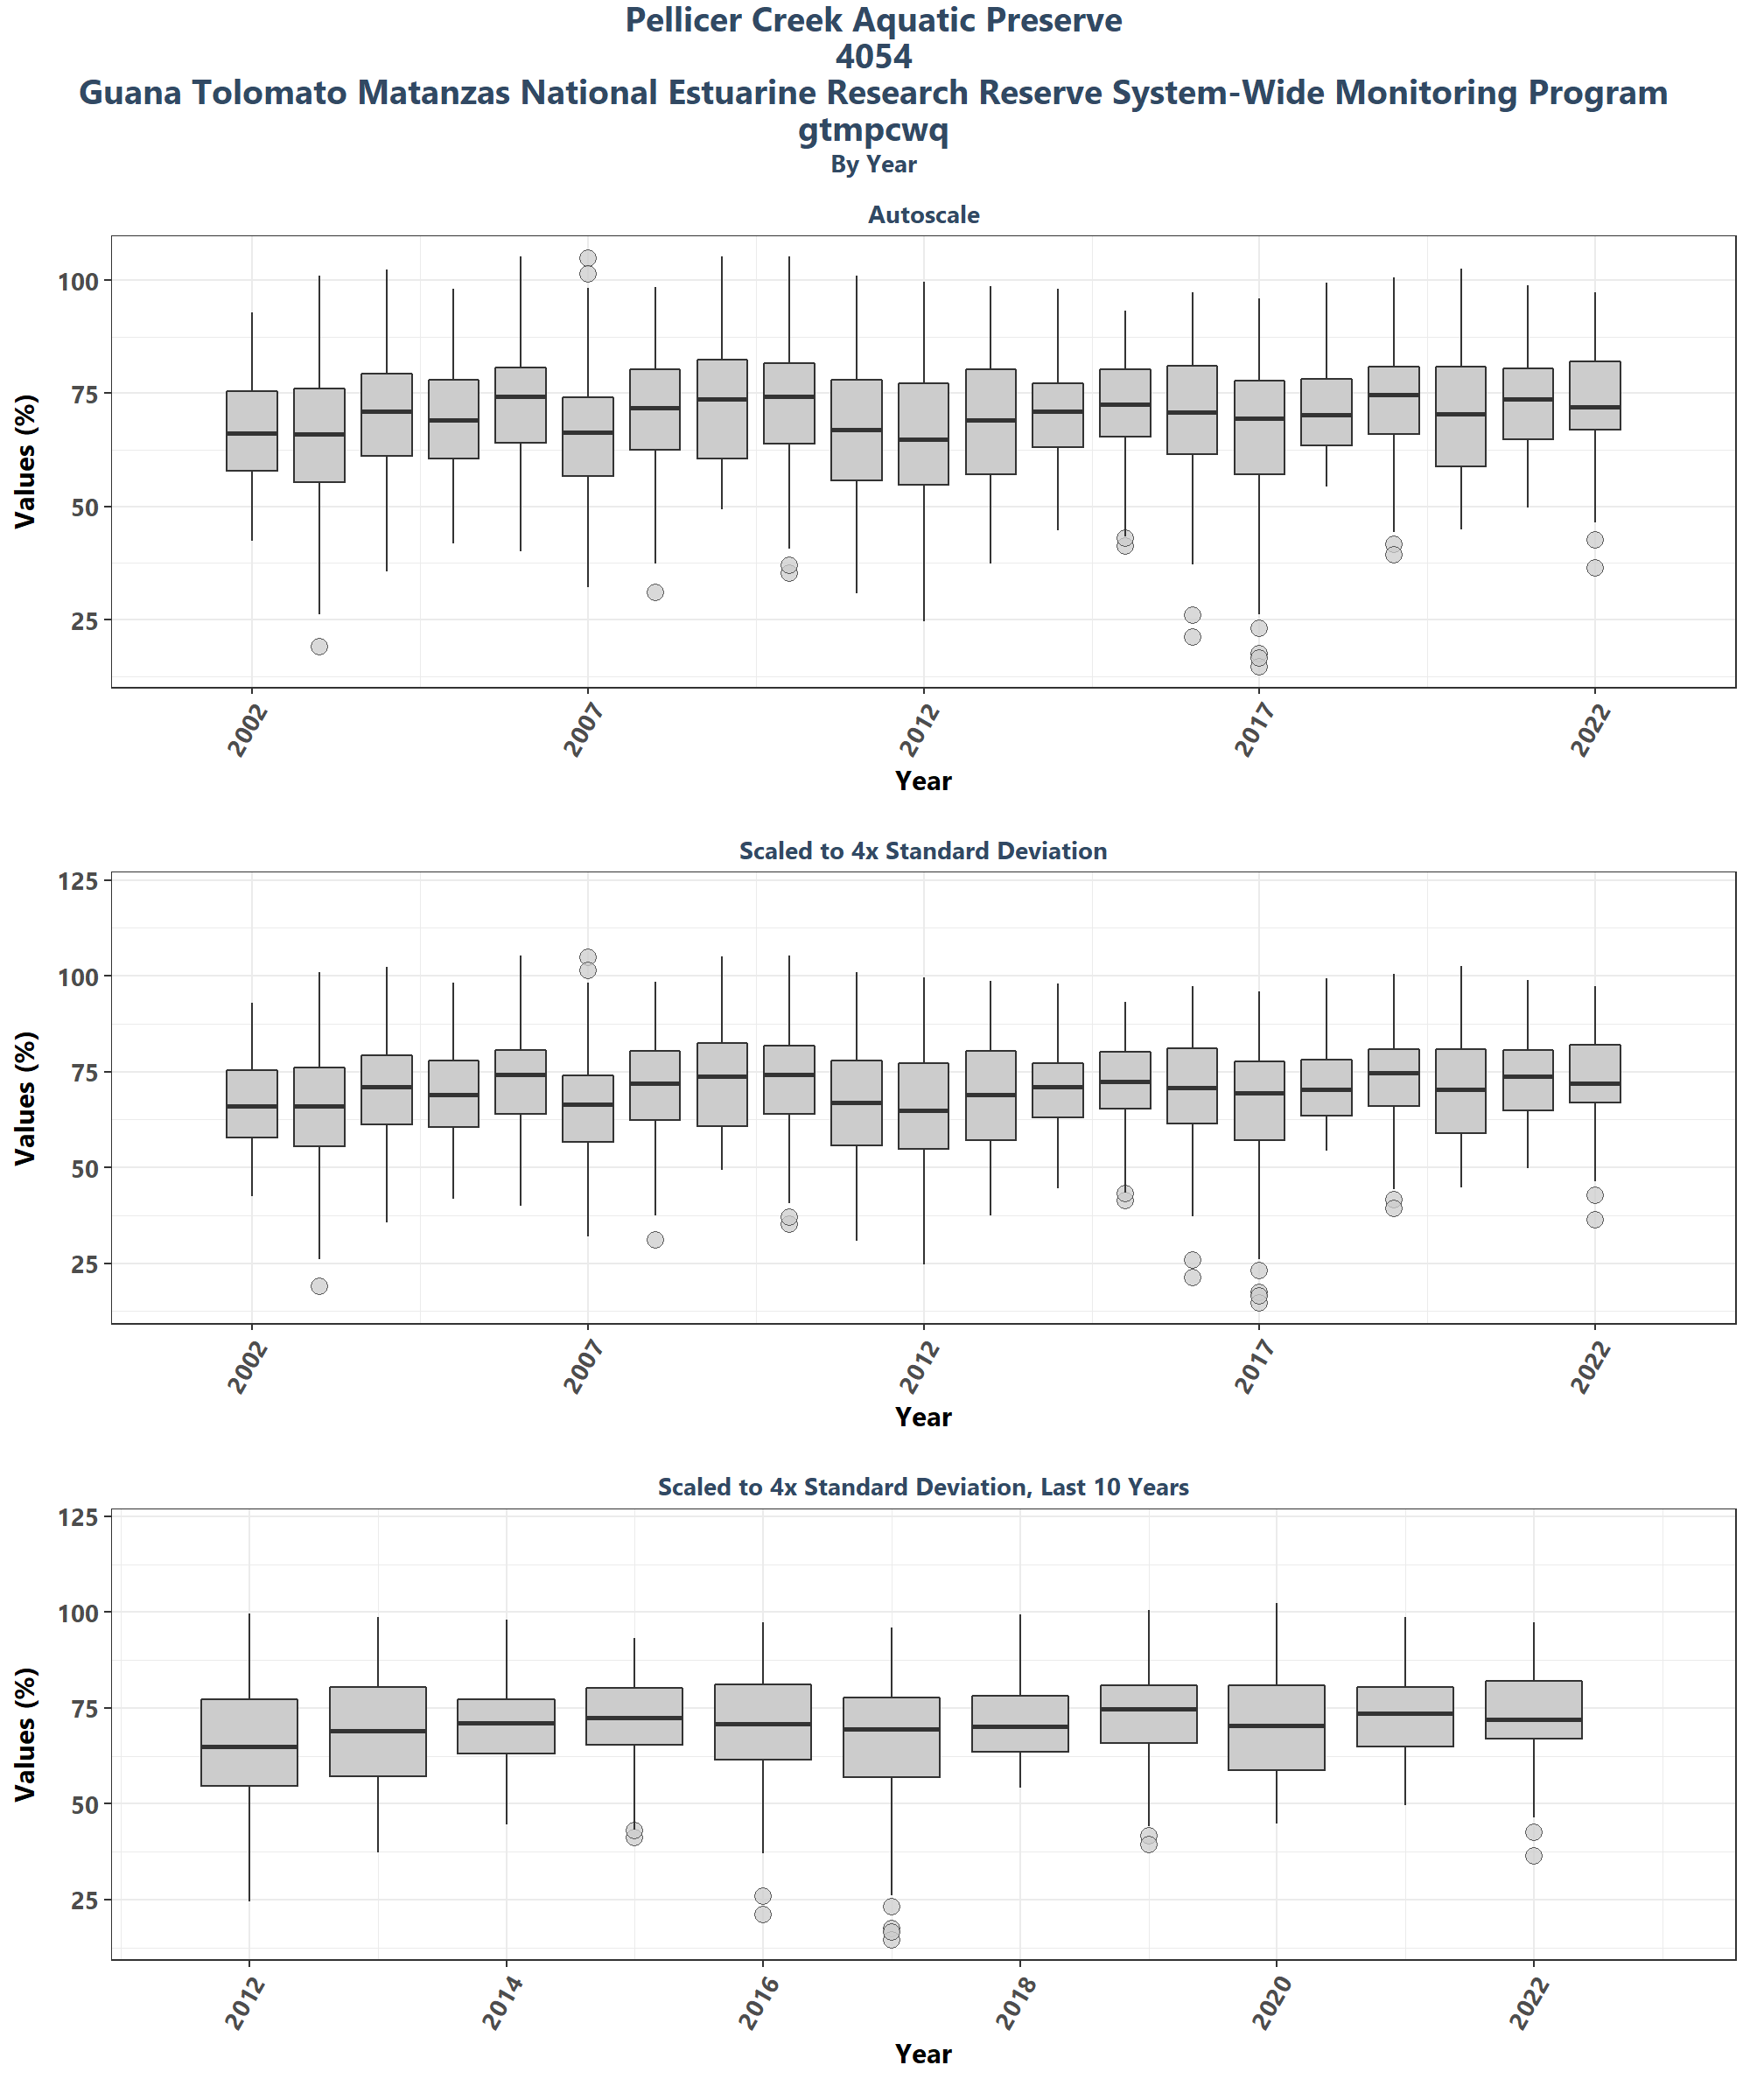 Pellicer Creek Aquatic Preserve
4054
Guana Tolomato Matanzas National Estuarine Research Reserve System-Wide Monitoring Program
gtmpcwq
By Year
Autoscale
Values (%)
100
75
50
25
2002
2007
2012
2017
2022
Year
Scaled to 4x Standard Deviation
Values (%)
125
100
75
50
25
2002
2007
2012
2017
2022
Year
Scaled to 4x Standard Deviation, Last 10 Years
Values (%)
125
100
75
50
25
2012
2014
2016
2018
2020
2022
Year